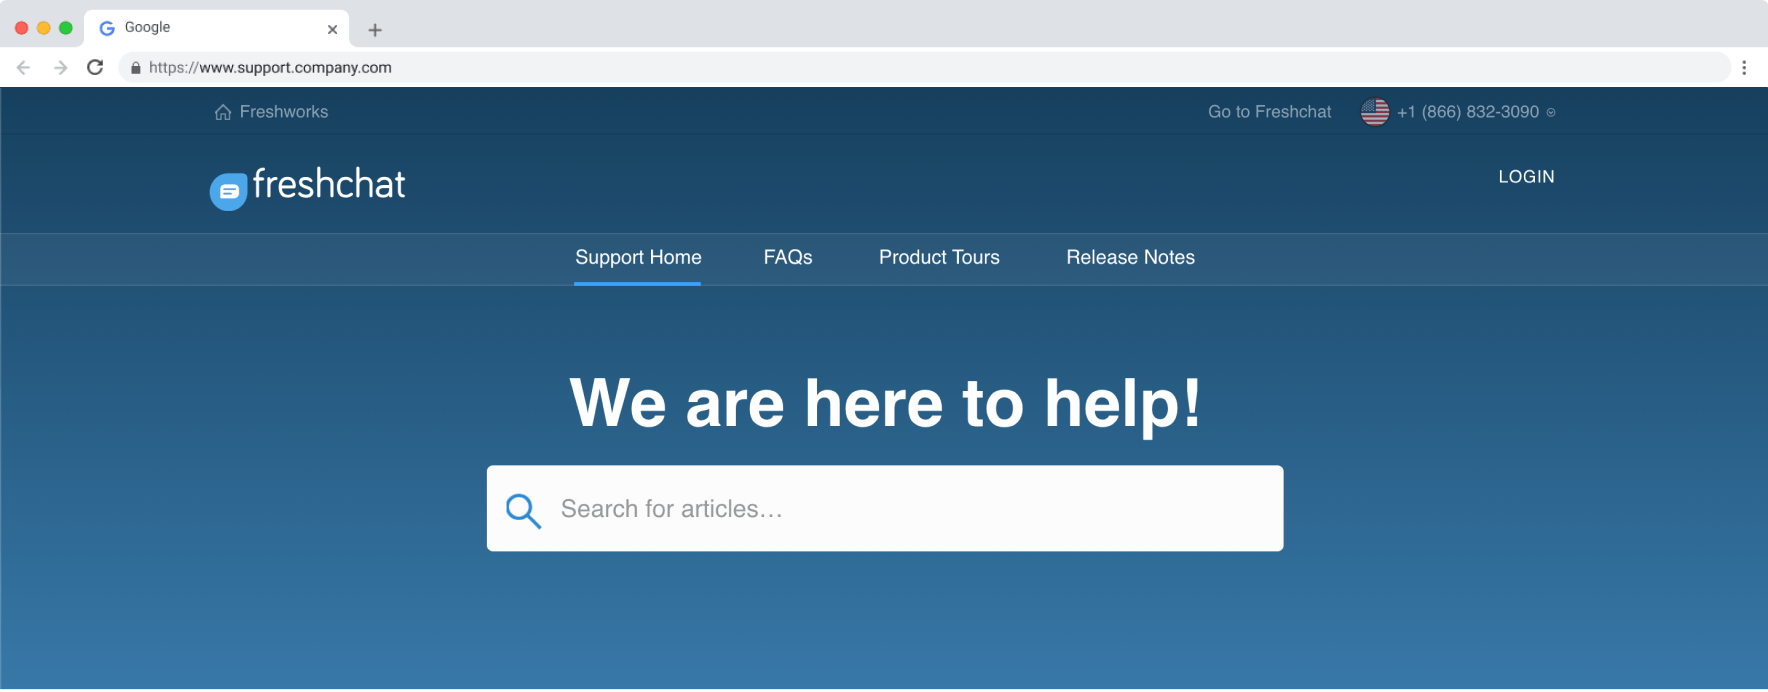 Google
https://www.support.company.com
Freshworks
Go to Freshchat
+1 (866) 832-3090
freshchat
LOGIN
Support Home
FAQs
Product Tours
Release Notes
We are here to help!
Search for articles...